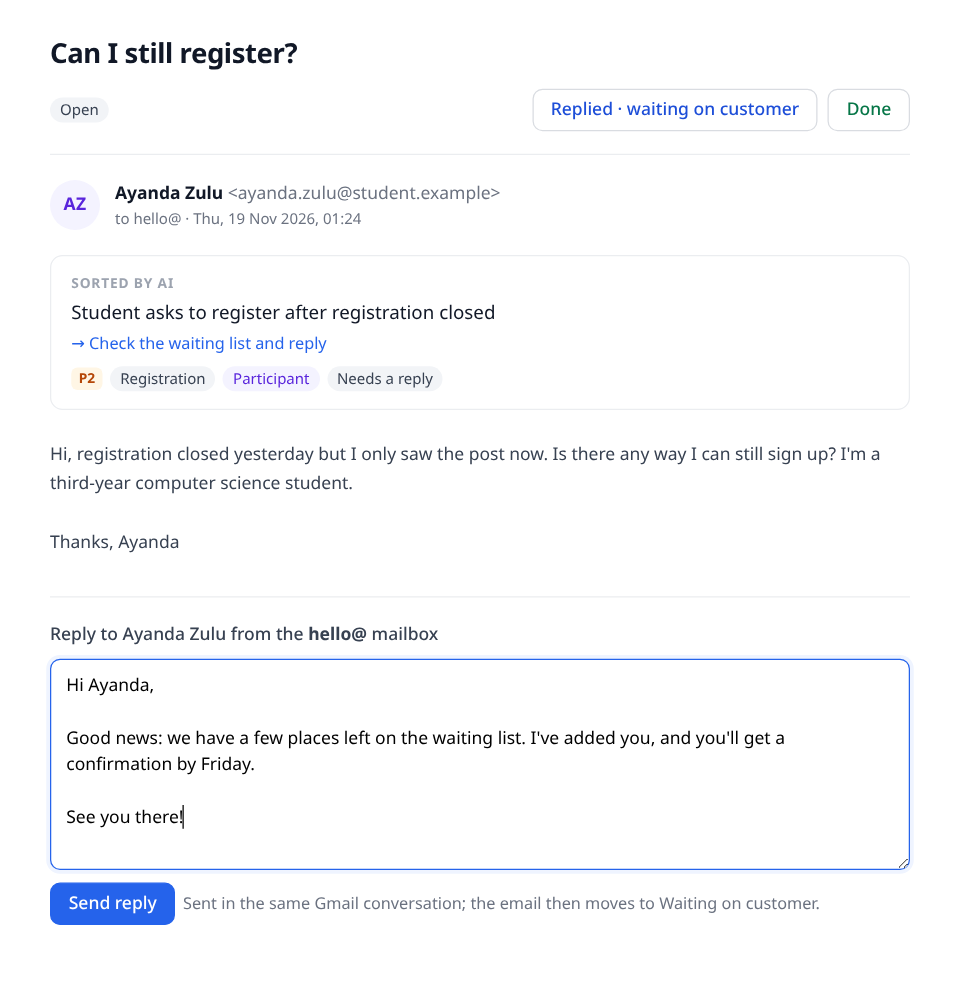 Can I still register?
Open
Replied · waiting on customer
Done
AZ
Ayanda Zulu <ayanda.zulu@student.example>
to hello@ · Thu, 19 Nov 2026, 01:24
SORTED BY AI
Student asks to register after registration closed
→ Check the waiting list and reply
P2
Registration
Participant
Needs a reply
Hi, registration closed yesterday but I only saw the post now. Is there any way I can still sign up? I'm a
third-year computer science student.
Thanks, Ayanda
Reply to Ayanda Zulu from the hello@ mailbox
Hi Ayanda,
Good news: we have a few places left on the waiting list. I've added you, and you'll get a
confirmation by Friday.
See you there!
Send reply
Sent in the same Gmail conversation; the email then moves to Waiting on customer.